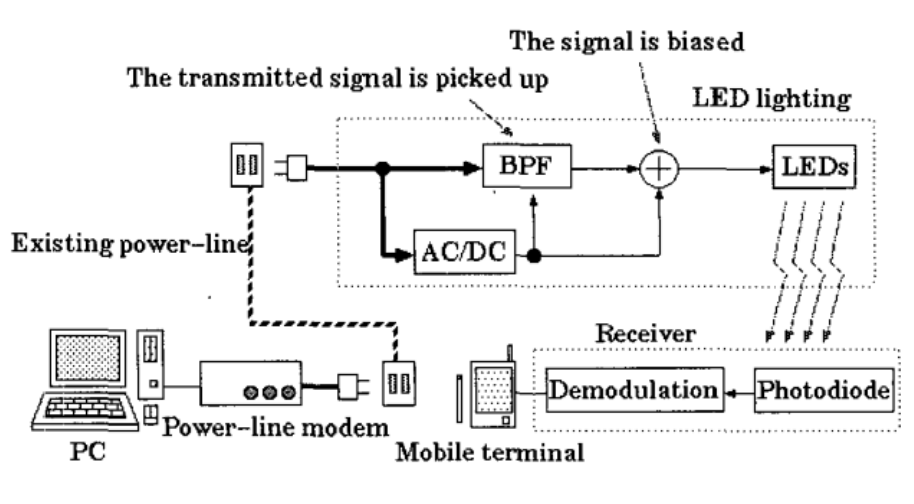 The signal is biased
The transmitted signal is picked up
LED lighting
BPF
LEDs
Existing power-line
AC/DC
Receiver
Demodulation
Photodiode
Power-line modem
PC
Mobile terminal